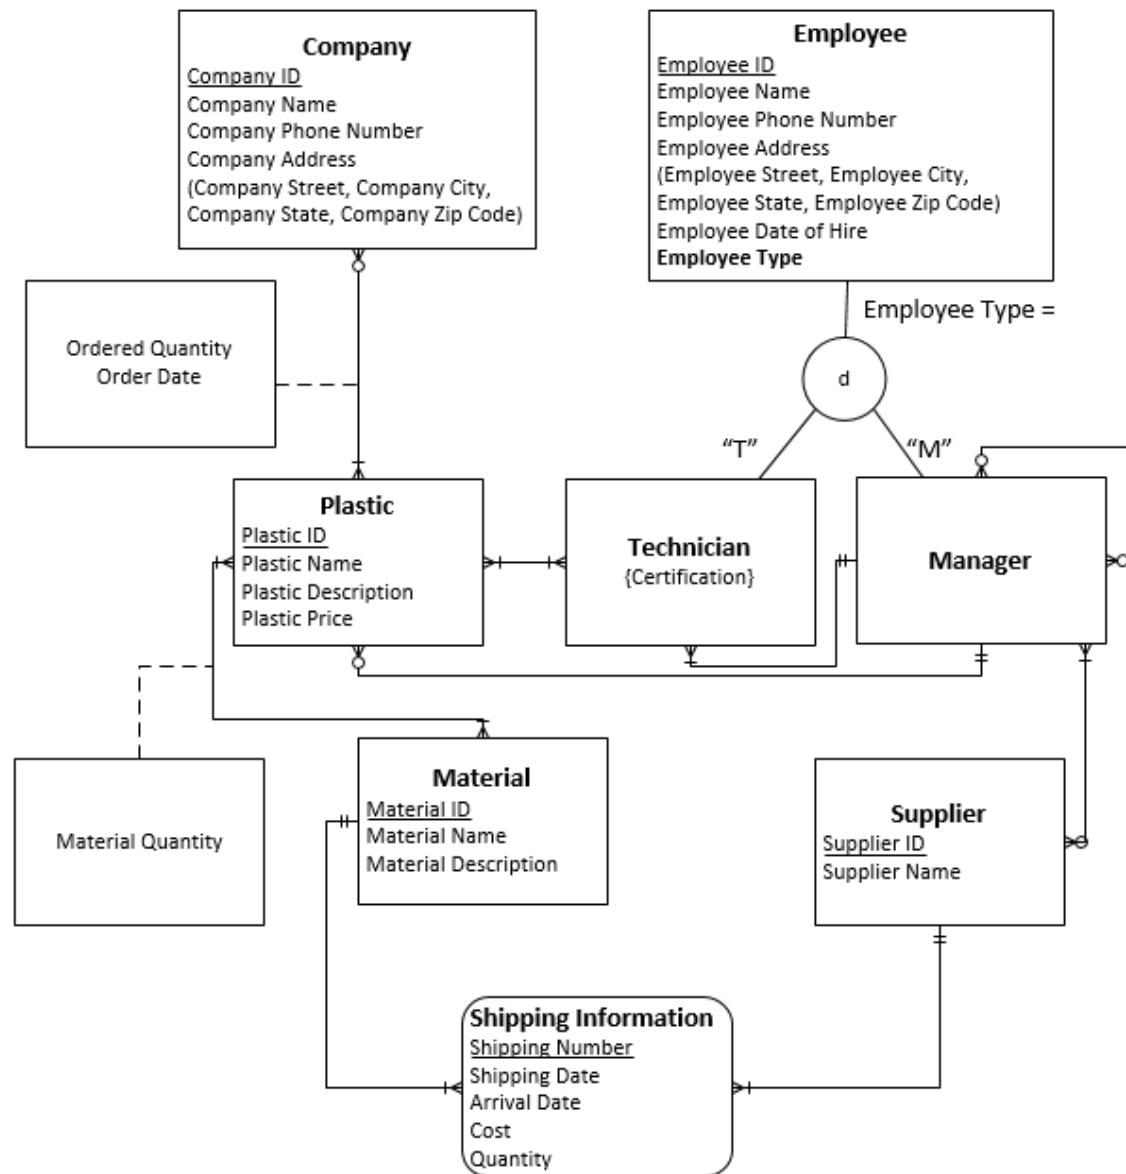 Company
Company ID
Company Name
Company Phone Number
Company Address
(Company Street, Company City,
Company State, Company Zip Code)
Employee
Employee ID
Employee Name
Employee Phone Number
Employee Address
(Employee Street, Employee City,
Employee State, Employee Zip Code)
Employee Date of Hire
Employee Type
Employee Type =
Ordered Quantity
Order Date
d
“T”
“M”
Plastic
Plastic ID
Plastic Name
Plastic Description
Plastic Price
Technician
{Certification}
Manager
Material Quantity
Material
Material ID
Material Name
Material Description
Supplier
Supplier ID
Supplier Name
Shipping Information
Shipping Number
Shipping Date
Arrival Date
Cost
Quantity